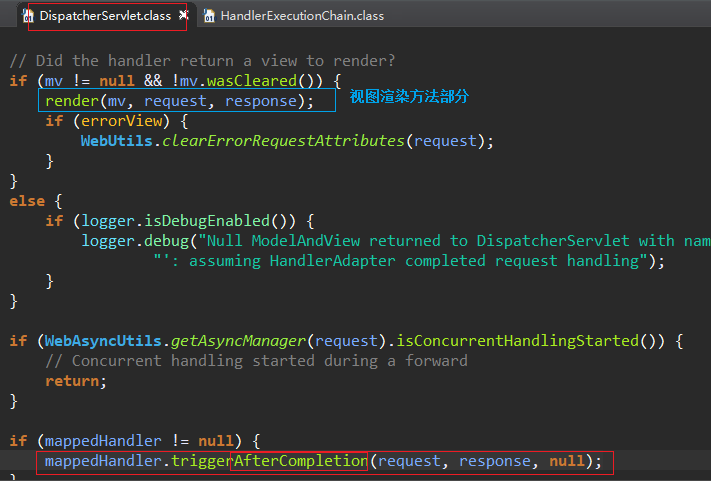 DispatcherServlet.class HandlerExecutionChain.class
// Did the handler return a view to render?
if (mv != null && !mv.wasCleared()) {
render(mv, request, response); 视图渲染方法部分
if (errorView) {
WebUtils.clearErrorRequestAttributes(request);
}
}
else {
if (logger.isDebugEnabled()) {
logger.debug("Null ModelAndView returned to DispatcherServlet with nam
"': assuming HandlerAdapter completed request handling");
}
}
if (WebAsyncUtils.getAsyncManager(request).isConcurrentHandlingStarted()) {
// Concurrent handling started during a forward
return;
}
if (mappedHandler != null) {
mappedHandler.triggerAfterCompletion(request, response, null);
}